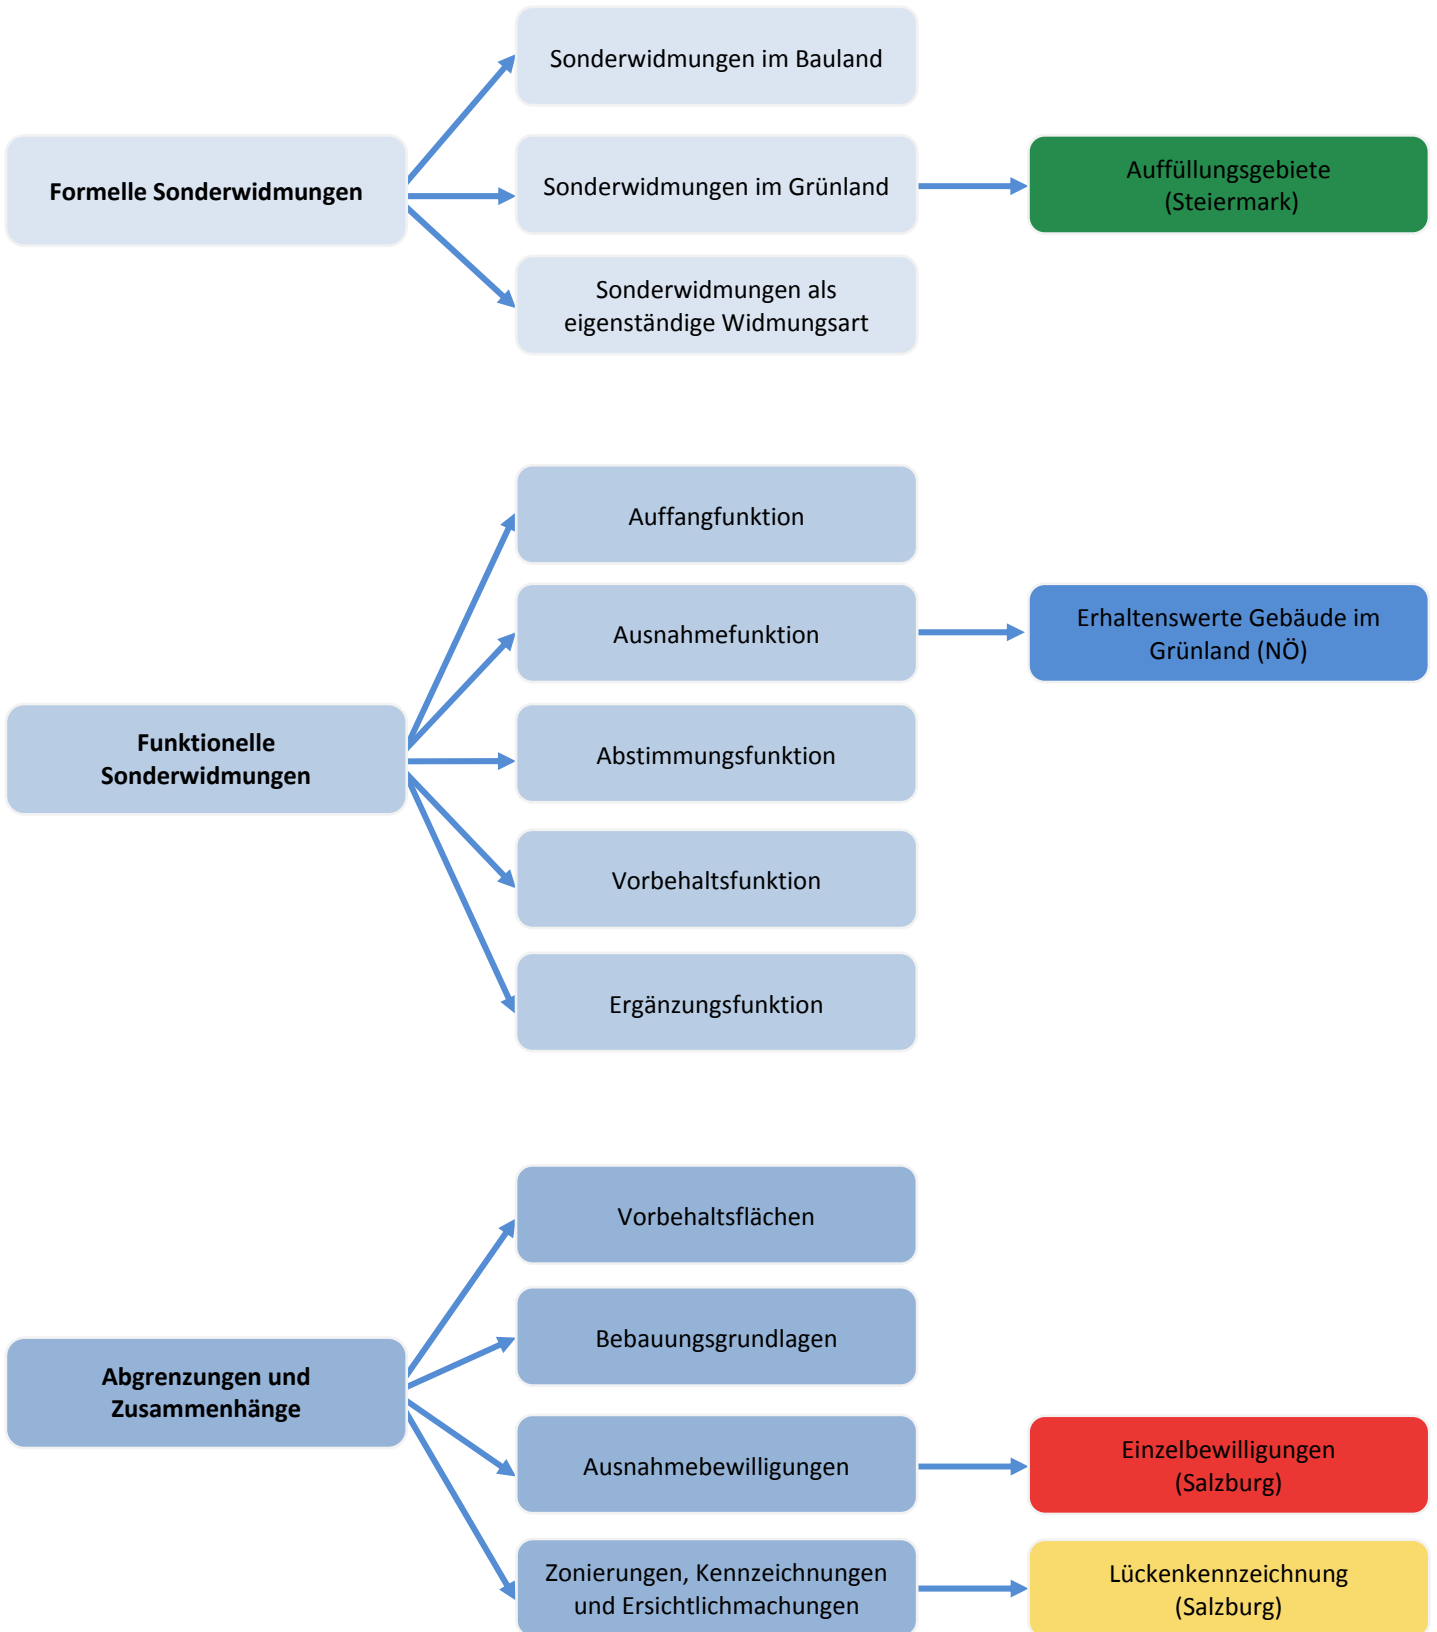 Sonderwidmungen im Bauland
Formelle Sonderwidmungen
Sonderwidmungen im Grünland
Auffüllungsgebiete
(Steiermark)
Sonderwidmungen als
eigenständige Widmungsart
Auffangfunktion
Ausnahmefunktion
Erhaltenswerte Gebäude im
Grünland (NÖ)
Funktionelle
Sonderwidmungen
Abstimmungsfunktion
Vorbehaltsfunktion
Ergänzungsfunktion
Vorbehaltsflächen
Bebauungsgrundlagen
Abgrenzungen und
Zusammenhänge
Ausnahmebewilligungen
Einzelbewilligungen
(Salzburg)
Zonierungen, Kennzeichnungen
und Ersichtlichmachungen
Lückenkennzeichnung
(Salzburg)